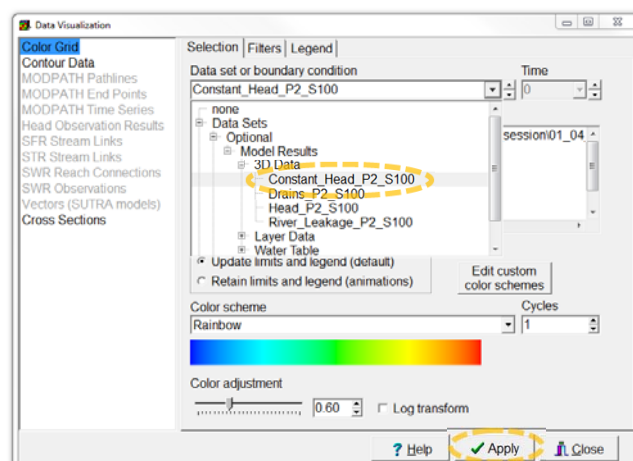 Data Visualization
Color Grid
Contour Data
MODPATH Pathlines
MODPATH End Points
MODPATH Time Series
Head Observation Results
SFR Stream Links
STR Stream Links
SWR Reach Connections
SWR Observations
Vectors (SUTRA models)
Cross Sections
Selection Filters Legend
Data set or boundary condition Time
Constant_Head_P2_S100 0
none
Data Sets
Optional
Model Results
3D Data
Constant_Head_P2_S100
Drains_P2_S100
Head_P2_S100
River_Leakage_P2_S100
Layer Data
Water Table
session\01_04
Update limits and legend (default)
Retain limits and legend (animations)
Edit custom
color schemes
Color scheme Cycles
Rainbow 1
Color adjustment
0.60 Log transform
? Help Apply Close